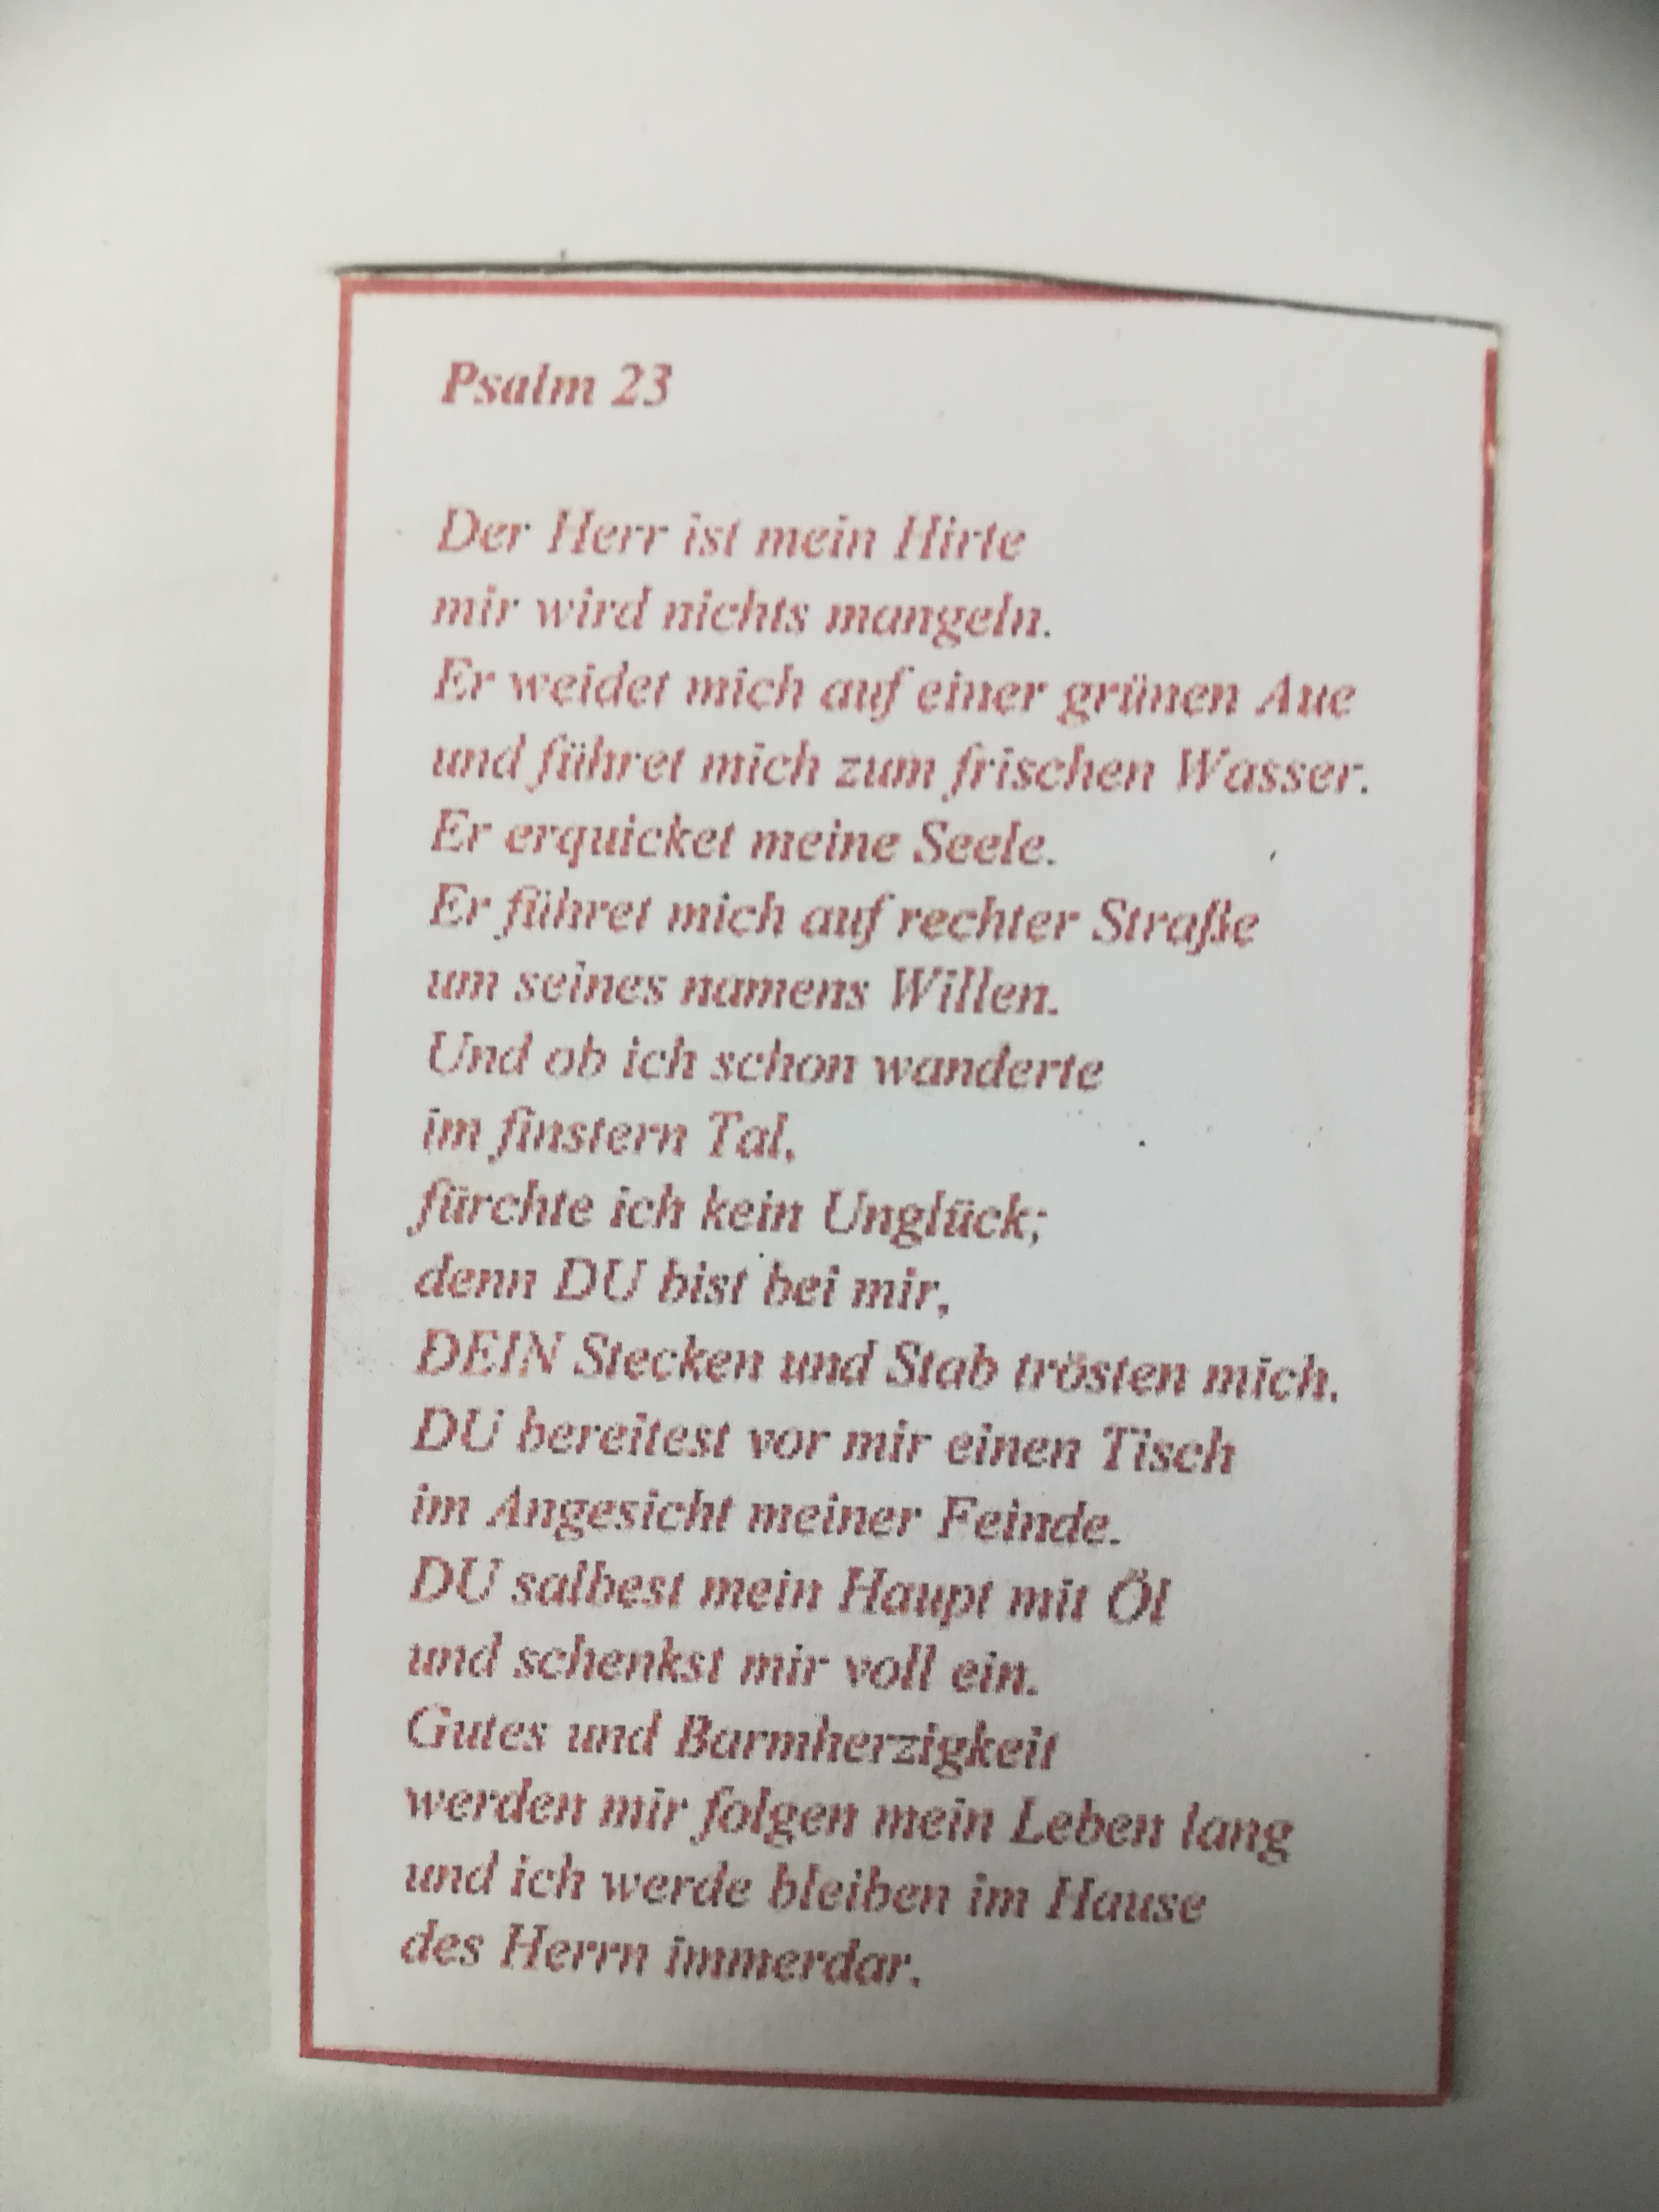 Psalm 23
Der Herr ist mein Hirte
mir wird nichts mangeln.
Er weidet mich auf einer grünen Aue
und führet mich zum frischen Wasser.
Er erquicket meine Seele.
Er führet mich auf rechter Straße
um seines namens Willen.
Und ob ich schon wanderte
im finstern Tal,
fürchte ich kein Unglück;
denn DU bist bei mir,
DEIN Stecken und Stab trösten mich.
DU bereitest vor mir einen Tisch
im Angesicht meiner Feinde.
DU salbest mein Haupt mit Öl
und schenkst mir voll ein.
Gutes und Barmherzigkeit
werden mir folgen mein Leben lang
und ich werde bleiben im Hause
des Herrn immerdar.